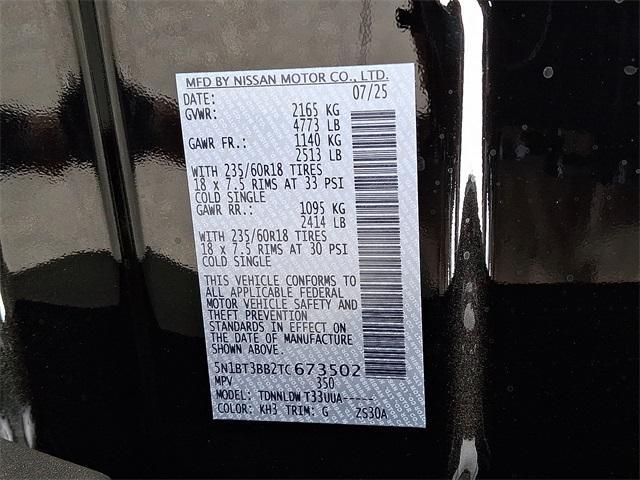 MFD BY NISSAN MOTOR CO., LTD.
DATE: 07/25
GVWR: 2165 KG
4773 LB
GAWR FR.: 1140 KG
2513 LB
WITH 235/60R18 TIRES
18 x 7.5 RIMS AT 33 PSI
COLD SINGLE
GAWR RR.: 1095 KG
2414 LB
WITH 235/60R18 TIRES
18 x 7.5 RIMS AT 30 PSI
COLD SINGLE
THIS VEHICLE CONFORMS TO
ALL APPLICABLE FEDERAL
MOTOR VEHICLE SAFETY AND
THEFT PREVENTION
STANDARDS IN EFFECT ON
THE DATE OF MANUFACTURE
SHOWN ABOVE.
5N1BT3BB2TC673502
MPV 350
MODEL: TDNNLDW T33UUA-----
COLOR: KH3 TRIM: G 2S30A